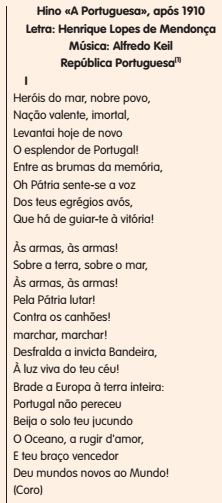 Hino «A Portuguesa», após 1910
Letra: Henrique Lopes de Mendonça
Música: Alfredo Keil
República Portuguesa(1)
I
Heróis do mar, nobre povo,
Nação valente, imortal,
Levantai hoje de novo
O esplendor de Portugal!
Entre as brumas da memória,
Oh Pátria sente-se a voz
Dos teus egrégios avós,
Que há de guiar-te à vitória!
Às armas, às armas!
Sobre a terra, sobre o mar,
Às armas, às armas!
Pela Pátria lutar!
Contra os canhões!
marchar, marchar!
Desfralda a invicta Bandeira,
À luz viva do teu céu!
Brade a Europa à terra inteira:
Portugal não pereceu
Beija o solo teu jucundo
O Oceano, a rugir d'amor,
E teu braço vencedor
Deu mundos novos ao Mundo!
(Coro)